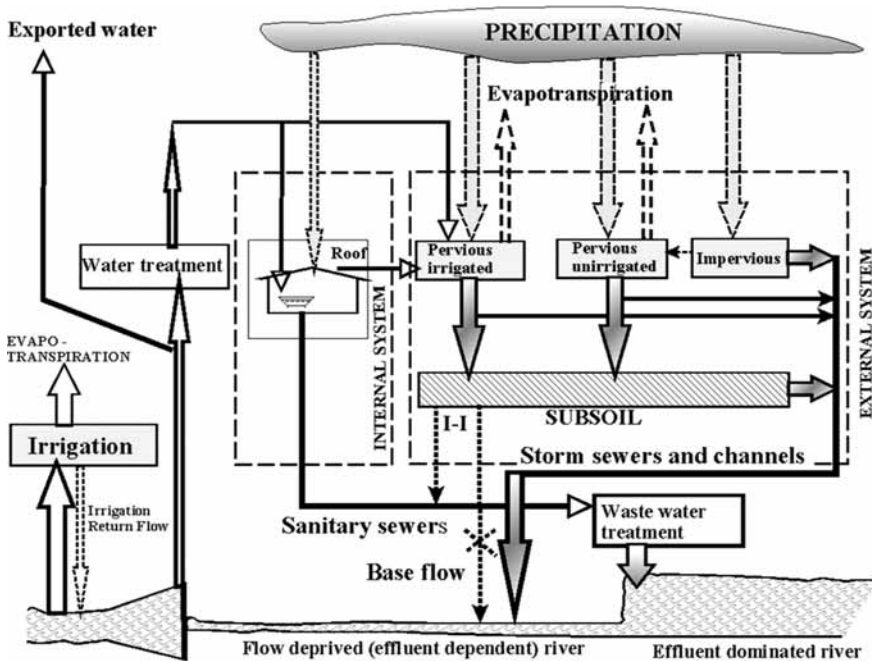 Exported water
PRECIPITATION
Evapotranspiration
Water treatment
Roof
Pervious
irrigated
Pervious
unirrigated
Impervious
INTERNAL SYSTEM
EXTERNAL SYSTEM
EVAPO -
TRANSPIRATION
Irrigation
I-I
SUBSOIL
Storm sewers and channels
Irrigation
Return Flow
Sanitary sewers
Waste water
treatment
Base flow
Flow deprived (effluent dependent) river
Effluent dominated river